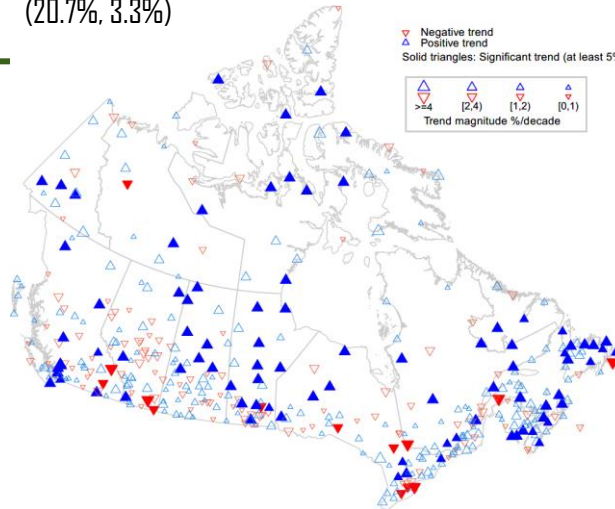 (20.7%, 3.3%)
Negative trend
Positive trend
Solid triangles: Significant trend (at least 5%
>=4 [2,4) [1,2) [0,1)
Trend magnitude %/decade